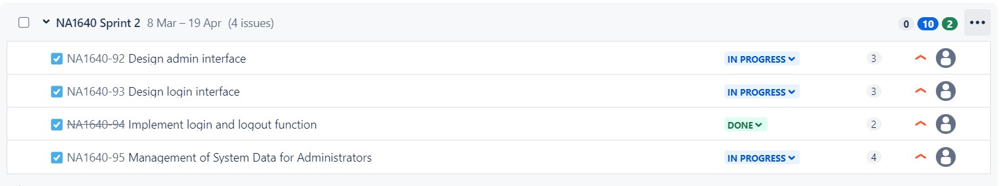 NA1640 Sprint 2 8 Mar – 19 Apr (4 issues) 0 10 2
NA1640-92 Design admin interface IN PROGRESS 3
NA1640-93 Design login interface IN PROGRESS 3
NA1640-94 Implement login and logout function DONE 2
NA1640-95 Management of System Data for Administrators IN PROGRESS 4